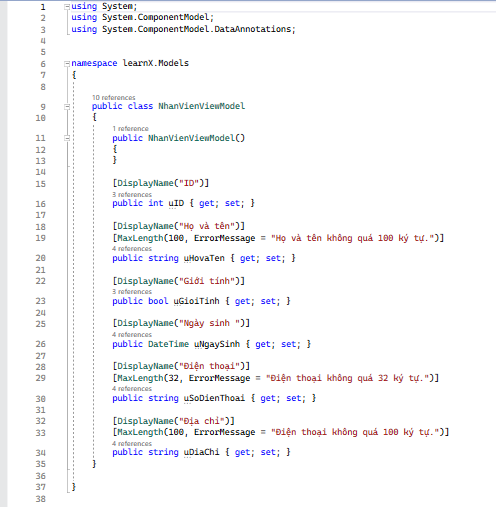 1 using System;
2 using System.ComponentModel;
3 using System.ComponentModel.DataAnnotations;
4
5
6 namespace learnX.Models
7 {
8
10 references
9 public class NhanVienViewModel
10 {
1 reference
11 public NhanVienViewModel()
12 {
13 }
14
15 [DisplayName("ID")]
3 references
16 public int uID { get; set; }
17
18 [DisplayName("Họ và tên")]
19 [MaxLength(100, ErrorMessage = "Họ và tên không quá 100 ký tự.")]
4 references
20 public string uHovaTen { get; set; }
21
22 [DisplayName("Giới tính")]
3 references
23 public bool uGioiTinh { get; set; }
24
25 [DisplayName("Ngày sinh ")]
4 references
26 public DateTime uNgaySinh { get; set; }
27
28 [DisplayName("Điện thoại")]
29 [MaxLength(32, ErrorMessage = "Điện thoại không quá 32 ký tự.")]
4 references
30 public string uSoDienThoai { get; set; }
31
32 [DisplayName("Địa chỉ")]
33 [MaxLength(100, ErrorMessage = "Điện thoại không quá 100 ký tự.")]
4 references
34 public string uDiaChi { get; set; }
35 }
36
37 }
38